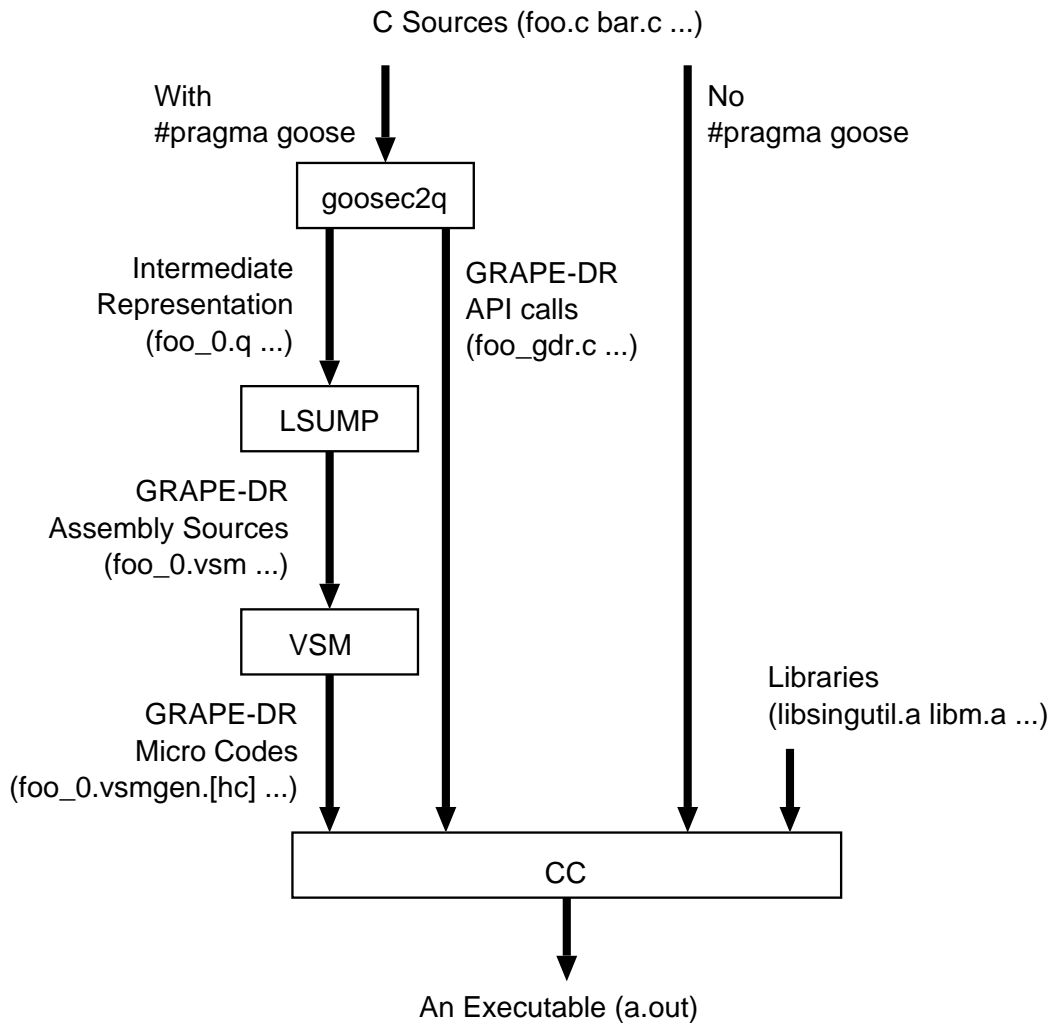 C Sources (foo.c bar.c ...)
With
#pragma goose
No
#pragma goose
goosec2q
Intermediate
Representation
(foo_0.q ...)
GRAPE-DR
API calls
(foo_gdr.c ...)
LSUMP
GRAPE-DR
Assembly Sources
(foo_0.vsm ...)
VSM
GRAPE-DR
Micro Codes
(foo_0.vsmgen.[hc] ...)
Libraries
(libsingutil.a libm.a ...)
CC
An Executable (a.out)